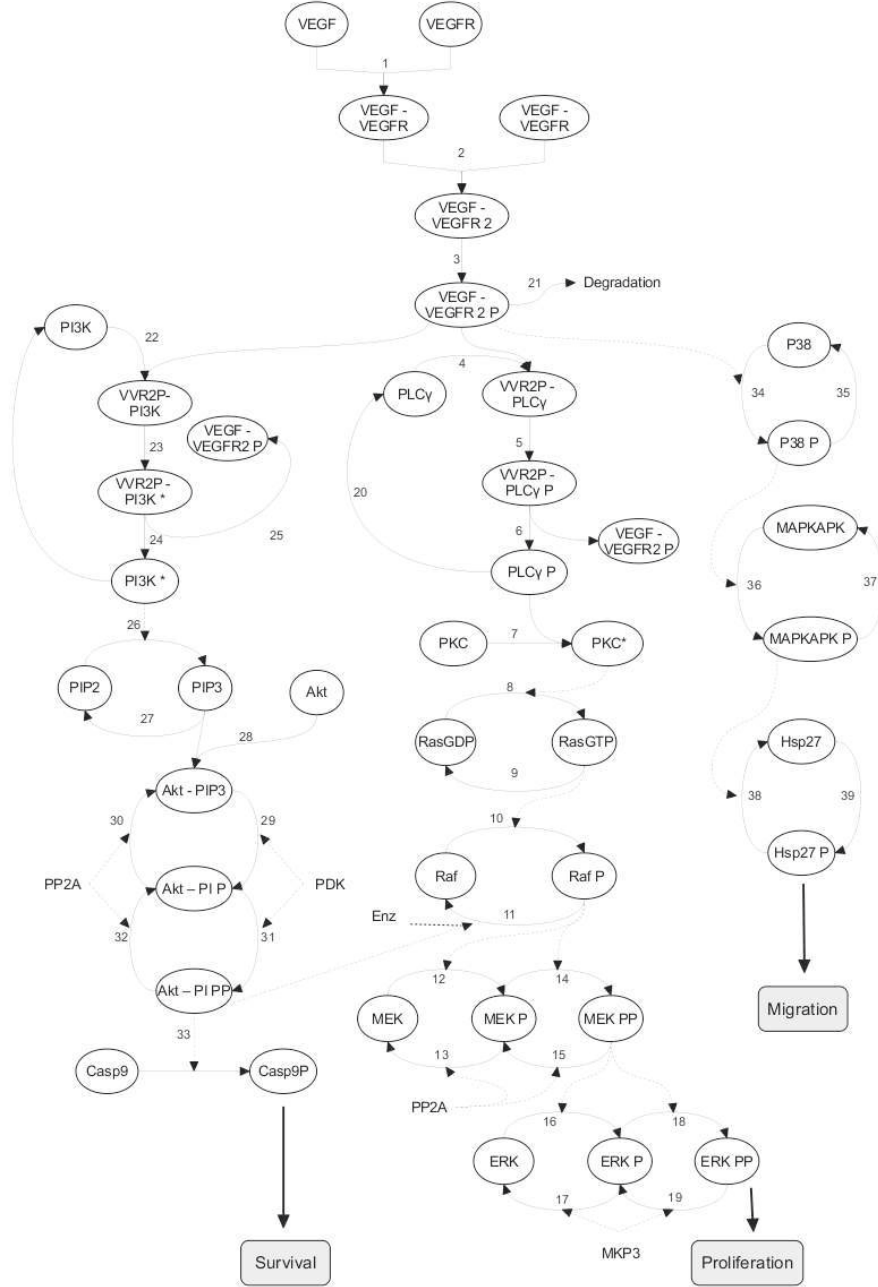 VEGF
VEGFR
1
VEGF -
VEGFR
VEGF -
VEGFR
2
VEGF -
VEGFR 2
3
VEGF -
VEGFR 2 P
21
Degradation
PI3K
22
4
P38
34
35
VVR2P-
PI3K
PLCγ
VVR2P -
PLCγ
VEGF -
VEGFR2 P
23
5
P38 P
VVR2P -
PI3K *
VVR2P -
PLCγ P
20
24
25
6
VEGF -
VEGFR2 P
MAPKAPK
PI3K *
PLCγ P
36
37
26
PKC
7
PKC*
MAPKAPK P
PIP2
PIP3
Akt
8
27
28
RasGDP
RasGTP
Hsp27
9
Akt - PIP3
38
39
30
29
10
Hsp27 P
PP2A
Akt – PI P
PDK
Raf
Raf P
Enz
11
32
31
12
14
Akt – PI PP
Migration
MEK
MEK P
MEK PP
33
13
15
Casp9
Casp9P
PP2A
16
18
ERK
ERK P
ERK PP
17
19
MKP3
Survival
Proliferation